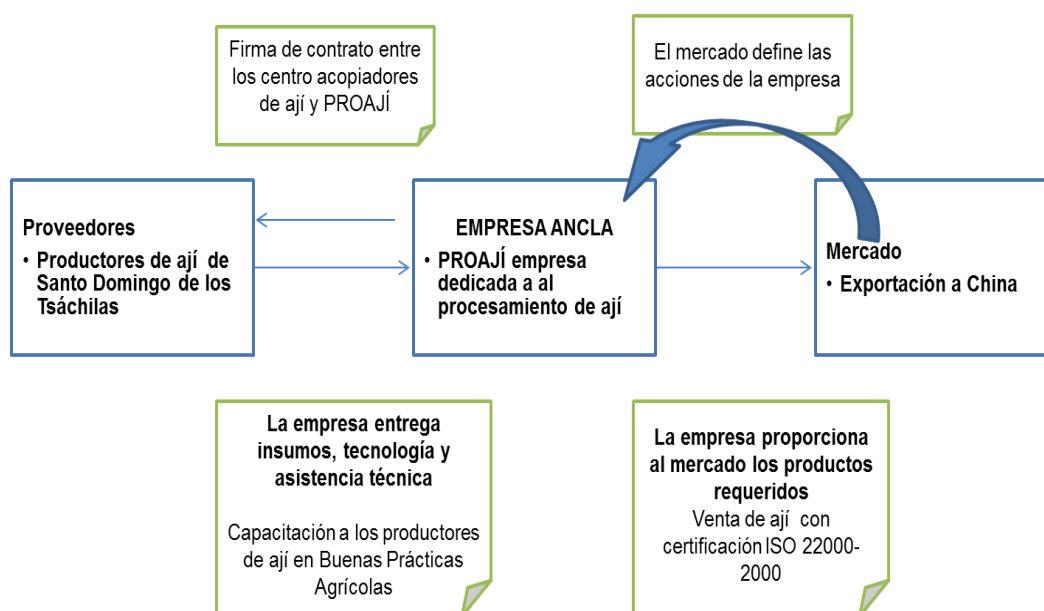 Firma de contrato entre
los centro acopiadores
de ají y PROAJÍ
El mercado define las
acciones de la empresa
Proveedores
• Productores de ají de
Santo Domingo de los
Tsáchilas
EMPRESA ANCLA
• PROAJÍ empresa
dedicada a al
procesamiento de ají
Mercado
• Exportación a China
La empresa entrega
insumos, tecnología y
asistencia técnica
Capacitación a los productores
de ají en Buenas Prácticas
Agrícolas
La empresa proporciona
al mercado los productos
requeridos
Venta de ají con
certificación ISO 22000-
2000